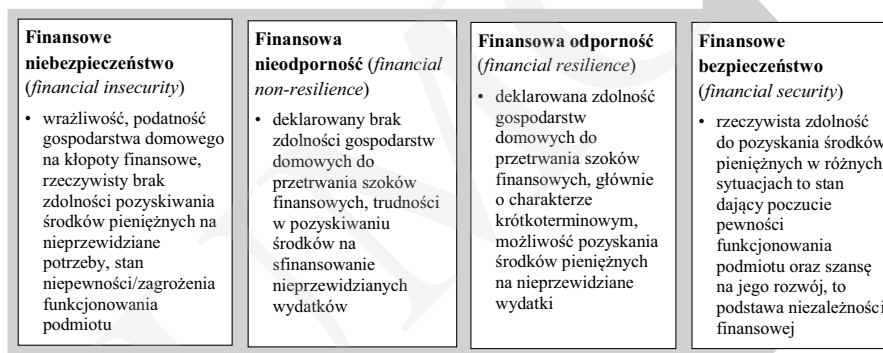 Finansowe
niebezpieczeństwo
(financial insecurity)
• wrażliwość, podatność
gospodarstwa domowego
na kłopoty finansowe,
rzeczywisty brak
zdolności pozyskiwania
środków pieniężnych na
nieprzewidziane
potrzeby, stan
niepewności/zagrożenia
funkcjonowania
podmiotu
Finansowa
nieodporność (financial
non-resilience)
• deklarowany brak
zdolności gospodarstw
domowych do
przetrwania szoków
finansowych, trudności
w pozyskiwaniu
środków na
sfinansowanie
nieprzewidzianych
wydatków
Finansowa odporność
(financial resilience)
• deklarowana zdolność
gospodarstw
domowych do
przetrwania szoków
finansowych, głównie
o charakterze
krótkoterminowym,
możliwość pozyskania
środków pieniężnych
na nieprzewidziane
wydatki
Finansowe
bezpieczeństwo
(financial security)
• rzeczywista zdolność
do pozyskania środków
pieniężnych w różnych
sytuacjach to stan
dający poczucie
pewności
funkcjonowania
podmiotu oraz szansę
na jego rozwój, to
podstawa niezależności
finansowej